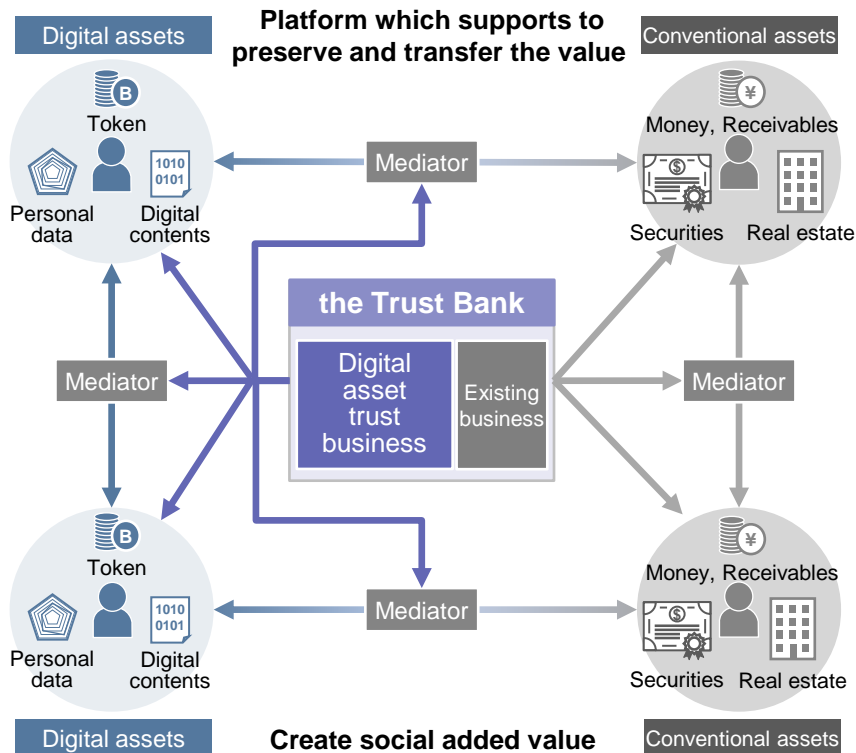 Platform which supports to
preserve and transfer the value
Digital assets
Conventional assets
B
Token
1010
0101
Personal
data
Digital
contents
Mediator
¥
Money, Receivables
$
Securities
Real estate
the Trust Bank
Digital
asset
trust
business
Existing
business
Mediator
Mediator
B
Token
1010
0101
Personal
data
Digital
contents
Mediator
¥
Money, Receivables
$
Securities
Real estate
Digital assets
Create social added value
Conventional assets